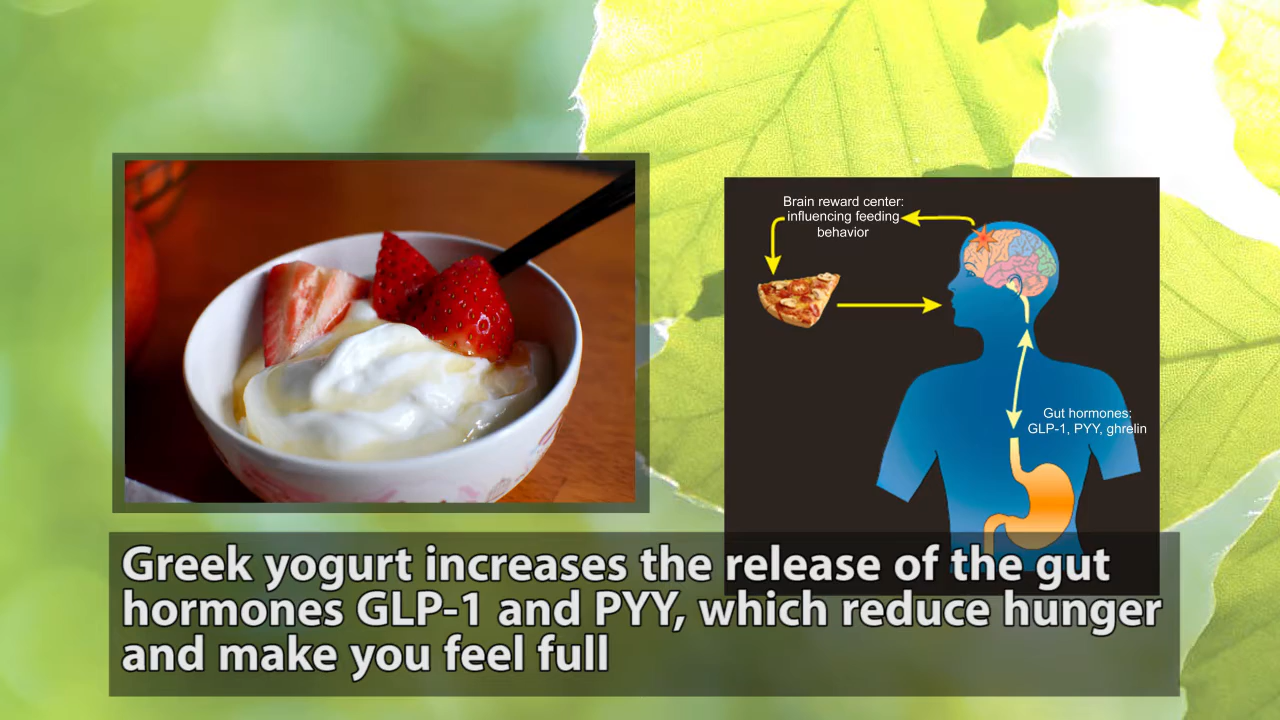 Brain reward center:
influencing feeding
behavior
Gut hormones:
GLP-1, PYY, ghrelin
Greek yogurt increases the release of the gut
hormones GLP-1 and PYY, which reduce hunger
and make you feel full